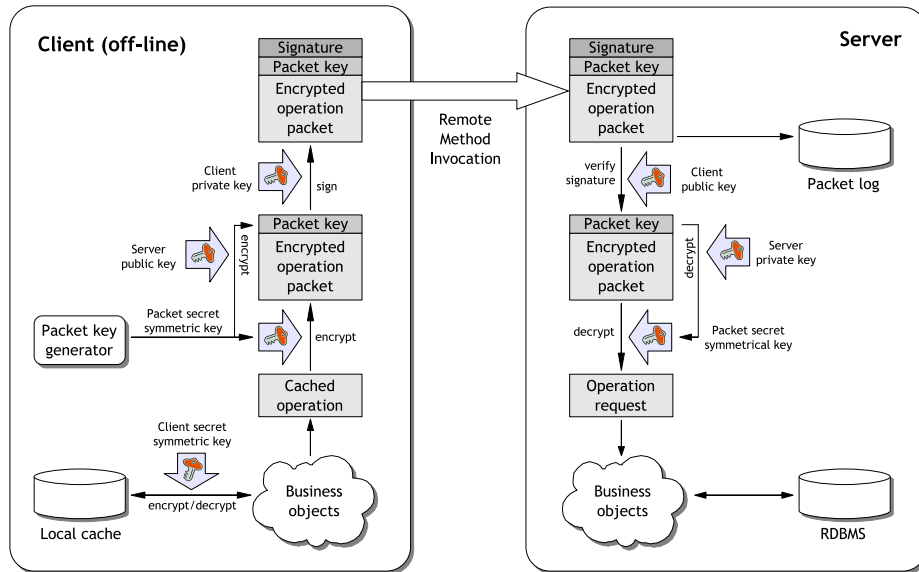 Client (off-line)
Signature
Packet key
Encrypted
operation
packet
Client
private key
sign
Packet key
Encrypted
operation
packet
Server
public key
encrypt
Packet secret
symmetric key
Packet key
generator
encrypt
Cached
operation
Client secret
symmetric key
encrypt/decrypt
Local cache
Business
objects
Remote
Method
Invocation
Server
Signature
Packet key
Encrypted
operation
packet
Packet log
verify
signature
Client
public key
Packet key
Encrypted
operation
packet
decrypt
Server
private key
decrypt
Packet secret
symmetrical key
Operation
request
Business
objects
RDBMS